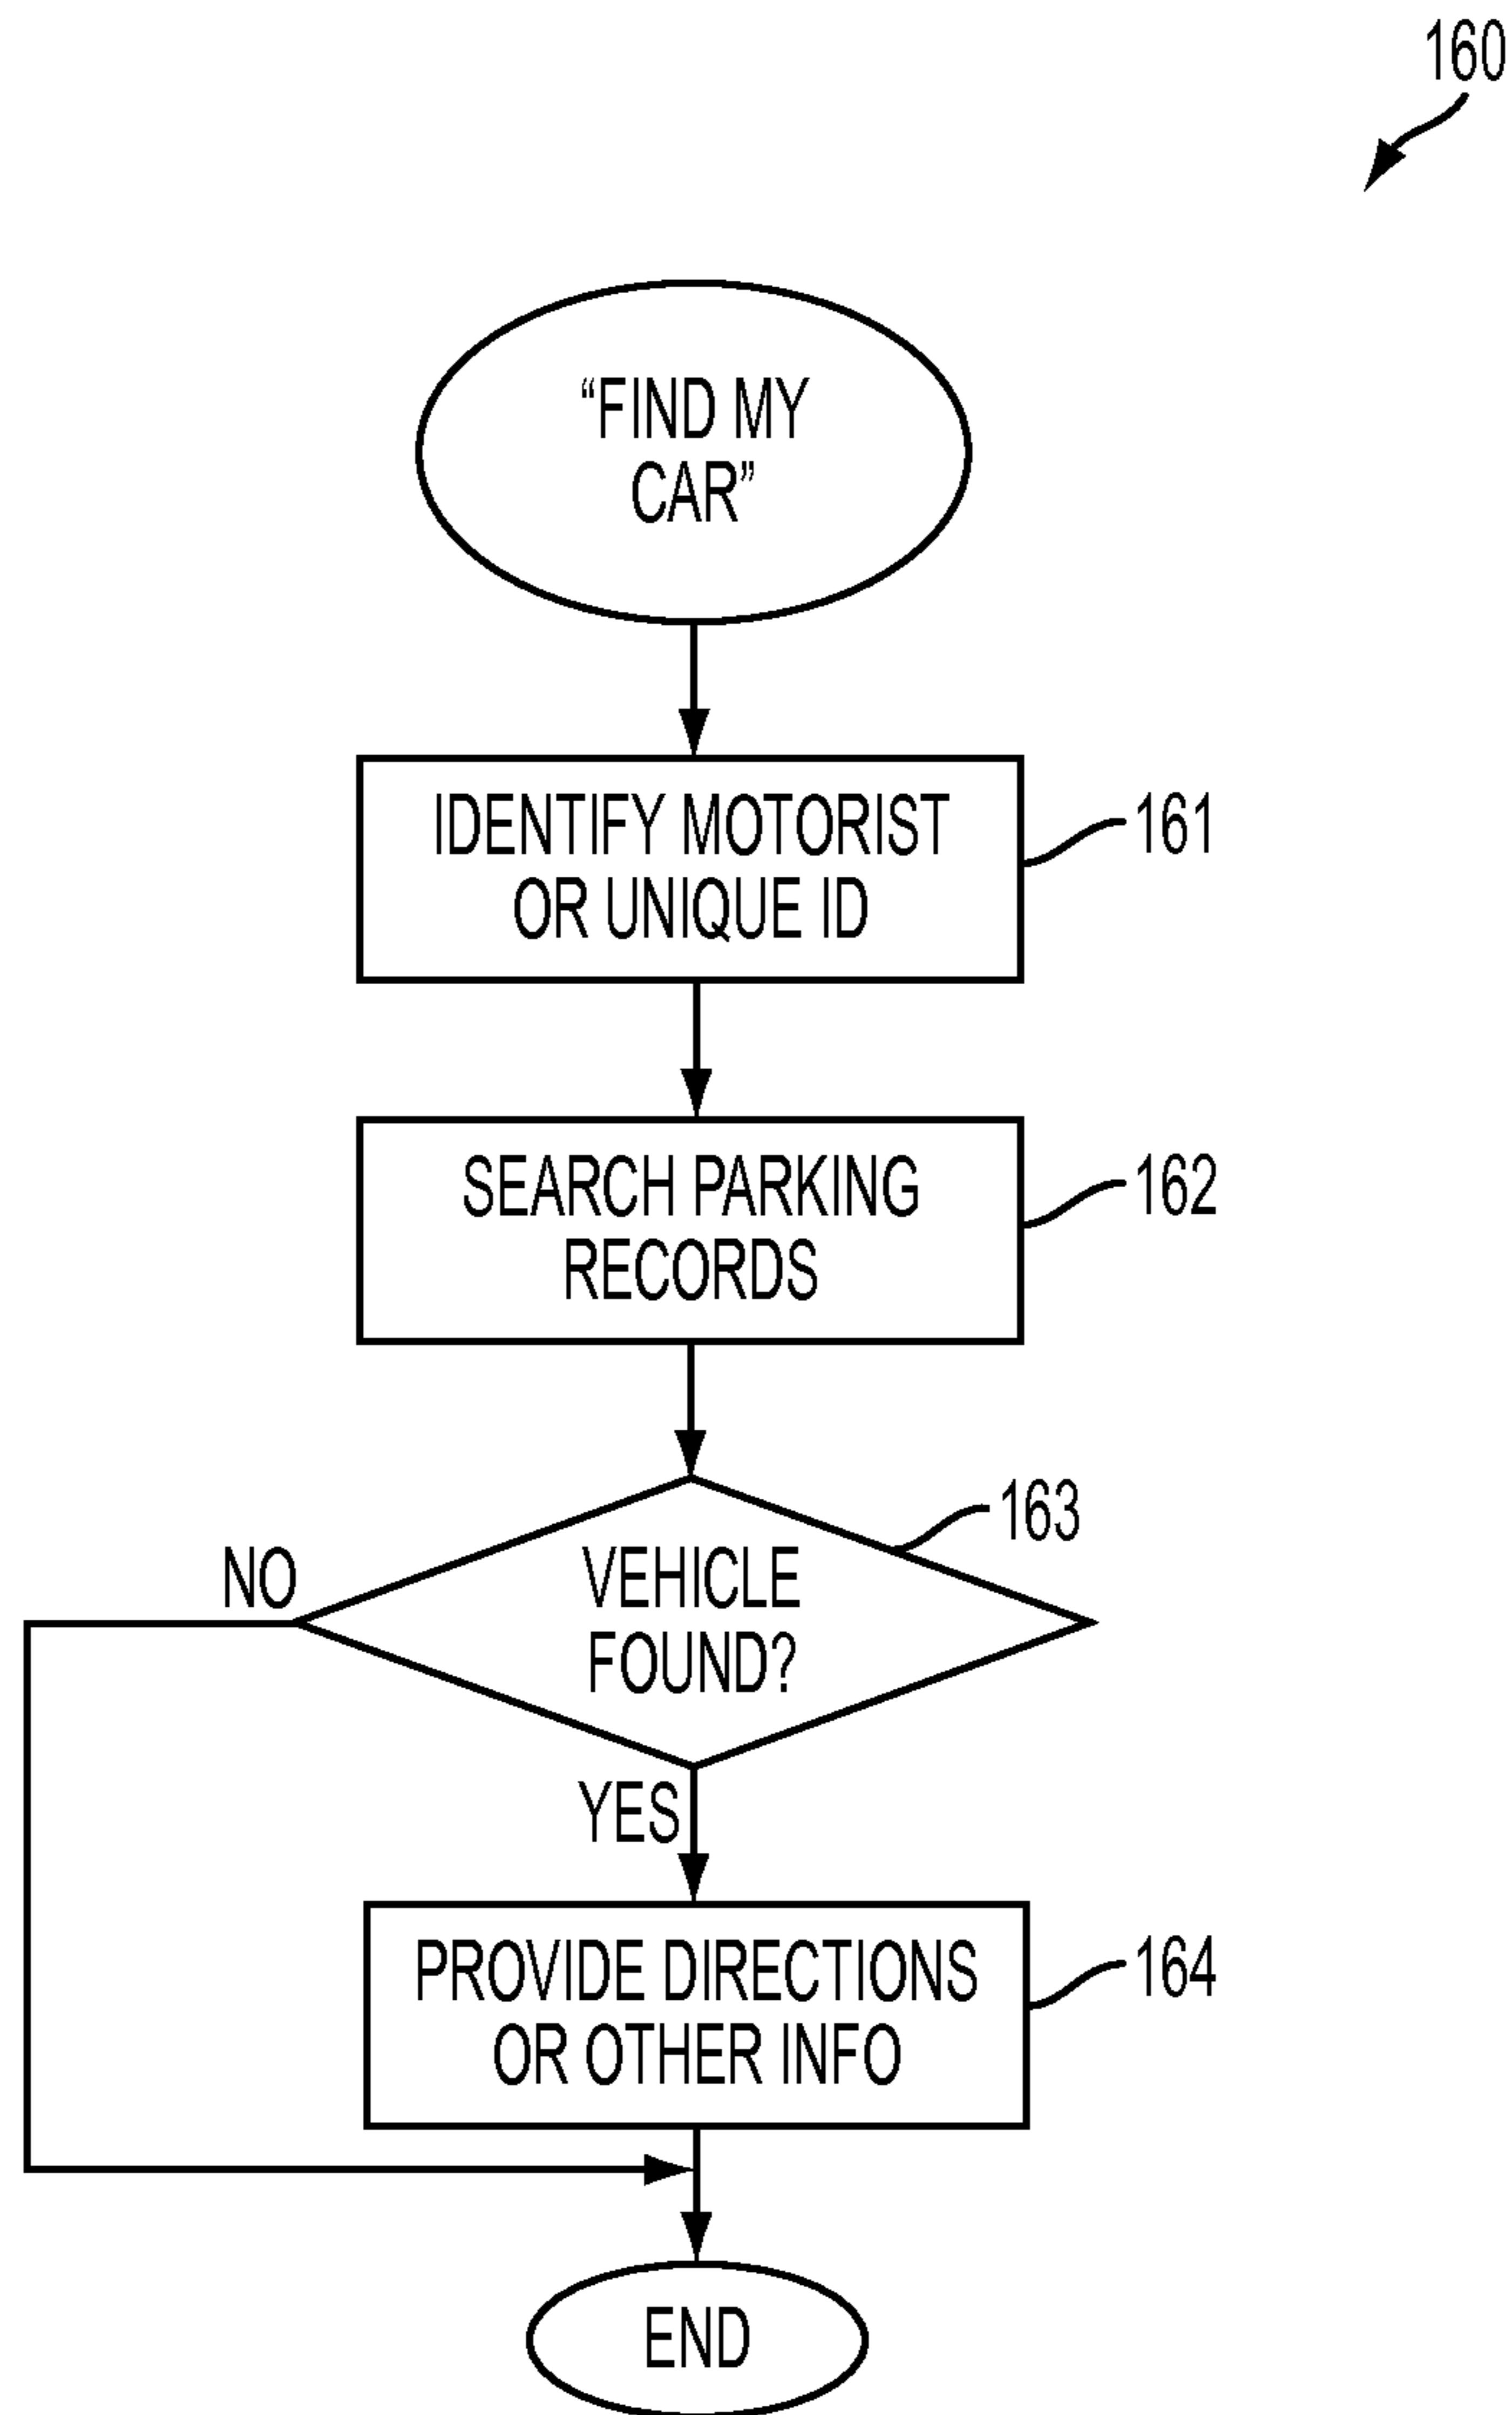 160
“FIND MY
CAR”
IDENTIFY MOTORIST
OR UNIQUE ID
161
SEARCH PARKING
RECORDS
162
163
NO
VEHICLE
FOUND?
YES
PROVIDE DIRECTIONS
OR OTHER INFO
164
END